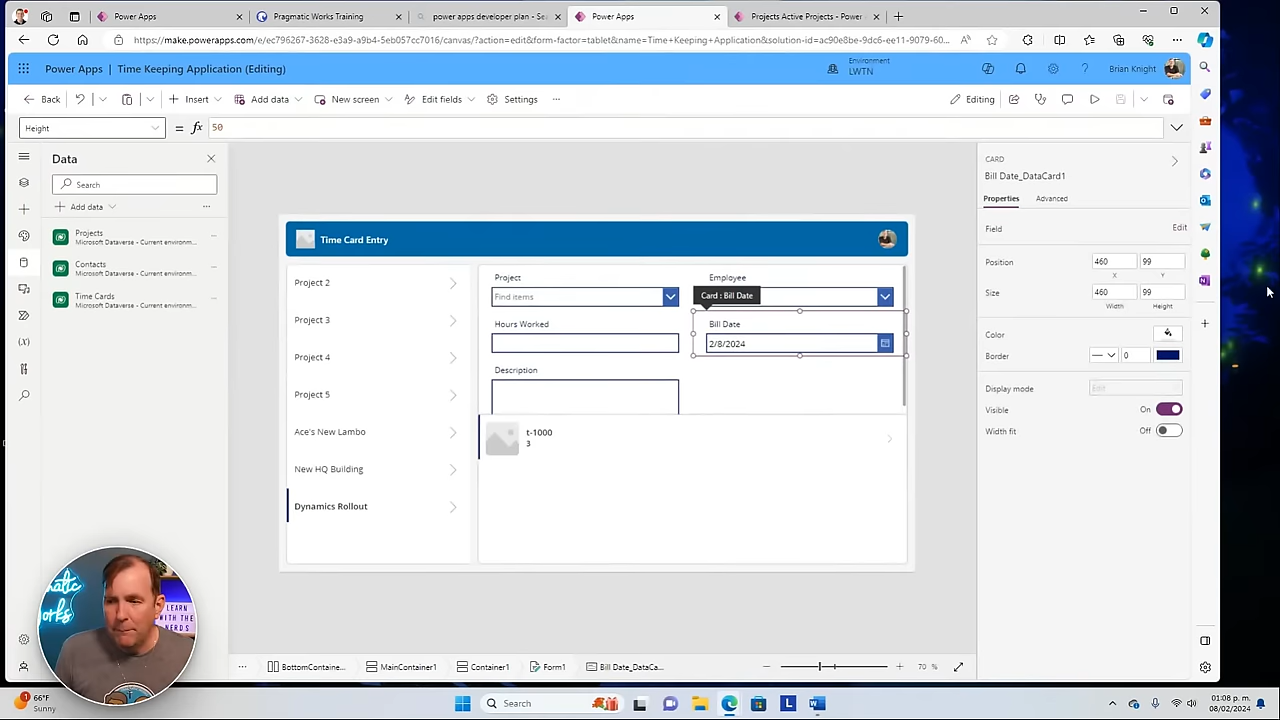 Power Apps
Pragmatic Works Training
power apps developer plan - Se
Power Apps
Projects Active Projects - Power
https://make.powerapps.com/e/ec796267-3628-e3a9-a9b4-5eb057cc7016/canvas/?action=edit&form-factor=tablet&name=Time+Keeping+Application&solution-id=ac90e8be-9dc6-ee11-9079-60...
Power Apps | Time Keeping Application (Editing)
Environment
LWTN
Brian Knight
Back
Insert
Add data
New screen
Edit fields
Settings
Editing
Height
= fx 50
Data
Search
Add data
Projects
Microsoft Dataverse - Current environm...
Contacts
Microsoft Dataverse - Current environm...
Time Cards
Microsoft Dataverse - Current environm...
Time Card Entry
Project 2
Project 3
Project 4
Project 5
Ace's New Lambo
New HQ Building
Dynamics Rollout
Project
Find items
Employee
Card : Bill Date
Hours Worked
Bill Date
2/8/2024
Description
t-1000
3
CARD
Bill Date_DataCard1
Properties
Advanced
Field
Edit
Position
460
99
X
Y
Size
460
99
Width
Height
Color
Border
0
Display mode
Edit
Visible
On
Width fit
Off
BottomContaine...
MainContainer1
Container1
Form1
Bill Date_DataCa...
70 %
LEARN
WITH THE
NERDS
66°F
Sunny
Search
01:08 p. m.
08/02/2024